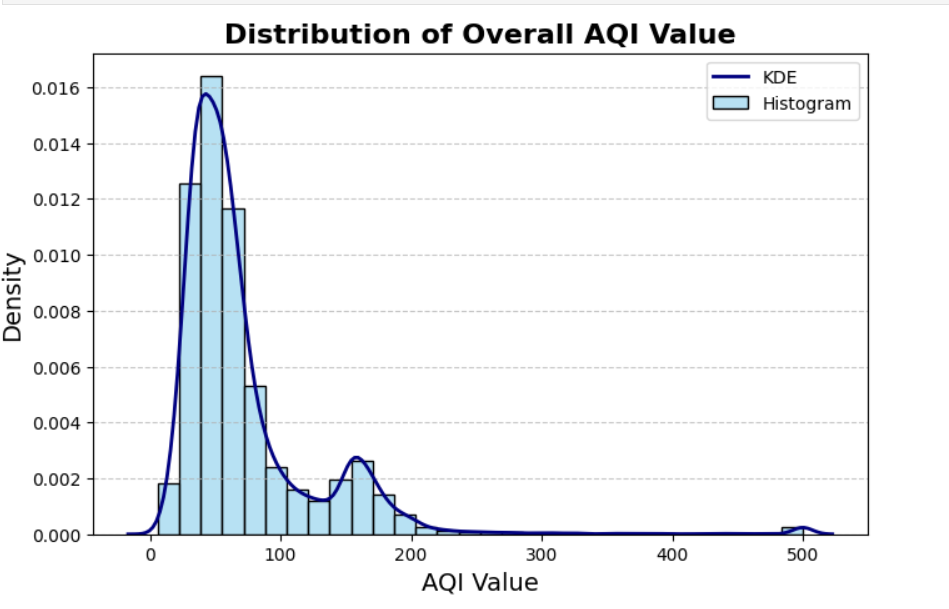 Distribution of Overall AQI Value
KDE
Histogram
0.016
0.014
0.012
0.010
0.008
0.006
0.004
0.002
0.000
Density
0 100 200 300 400 500
AQI Value